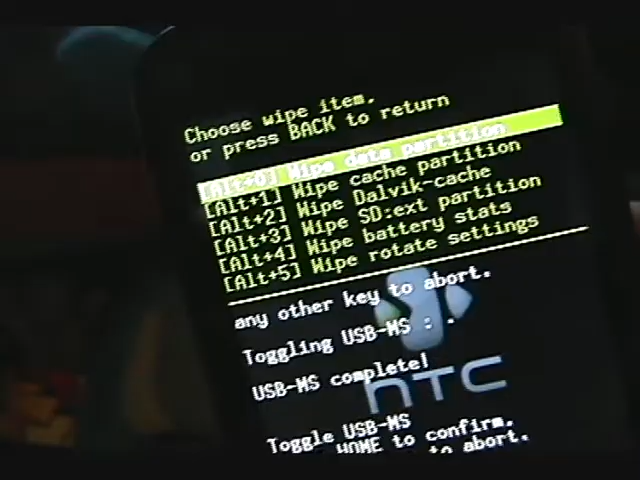 Choose wipe item.
or press BACK to return
[Alt+0] Wipe data partition
[Alt+1] Wipe cache partition
[Alt+2] Wipe Dalvik-cache
[Alt+3] Wipe SD:ext partition
[Alt+4] Wipe battery stats
[Alt+5] Wipe rotate settings
any other key to abort.
Toggling USB-MS : .
USB-MS complete!
hTC
Toggle USB-MS
HOME to confirm.
to abort.